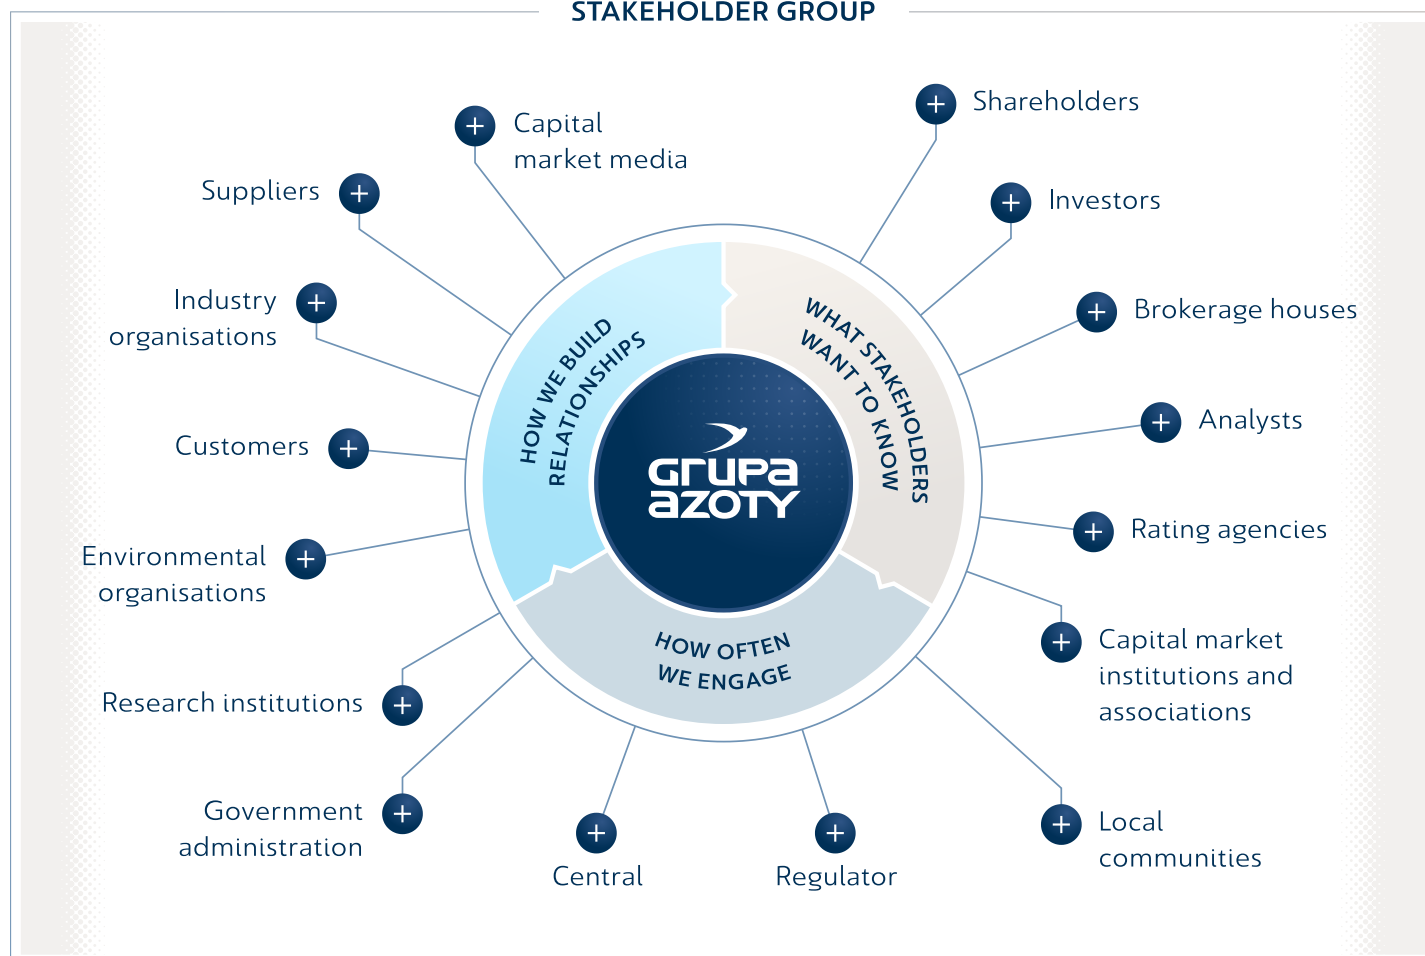 STAKEHOLDER GROUP
Capital
market media
Suppliers
Industry
organisations
Customers
Environmental
organisations
Research institutions
Government
administration
Central
Regulator
Shareholders
Investors
Brokerage houses
Analysts
Rating agencies
Capital market
institutions and
associations
Local
communities
HOW WE BUILD
RELATIONSHIPS
WHAT STAKEHOLDERS
WANT TO KNOW
HOW OFTEN
WE ENGAGE
GRUPA
AZOTY